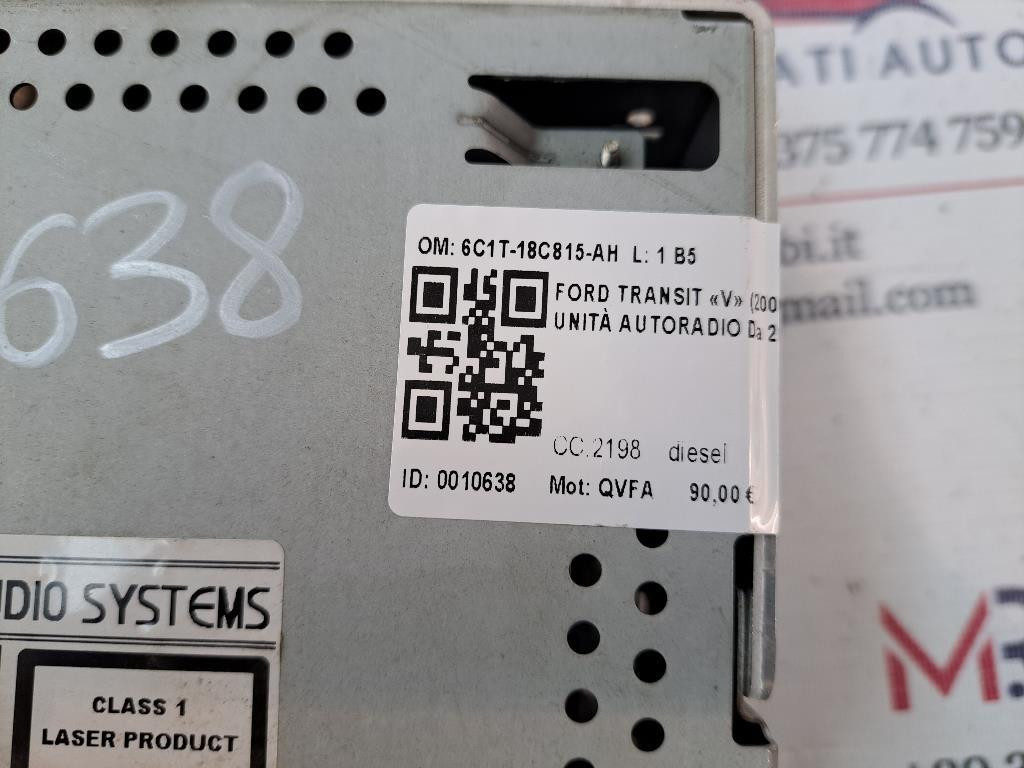 ATI AUTO
375 774 759
bi.it
mail.com
638
OM: 6C1T-18C815-AH L: 1 B5
FORD TRANSIT «V» (200
UNITÀ AUTORADIO Da 2
CC.2198 diesel
ID: 0010638 Mot: QVFA 90,00 €
DIO SYSTEMS
CLASS 1
LASER PRODUCT
M